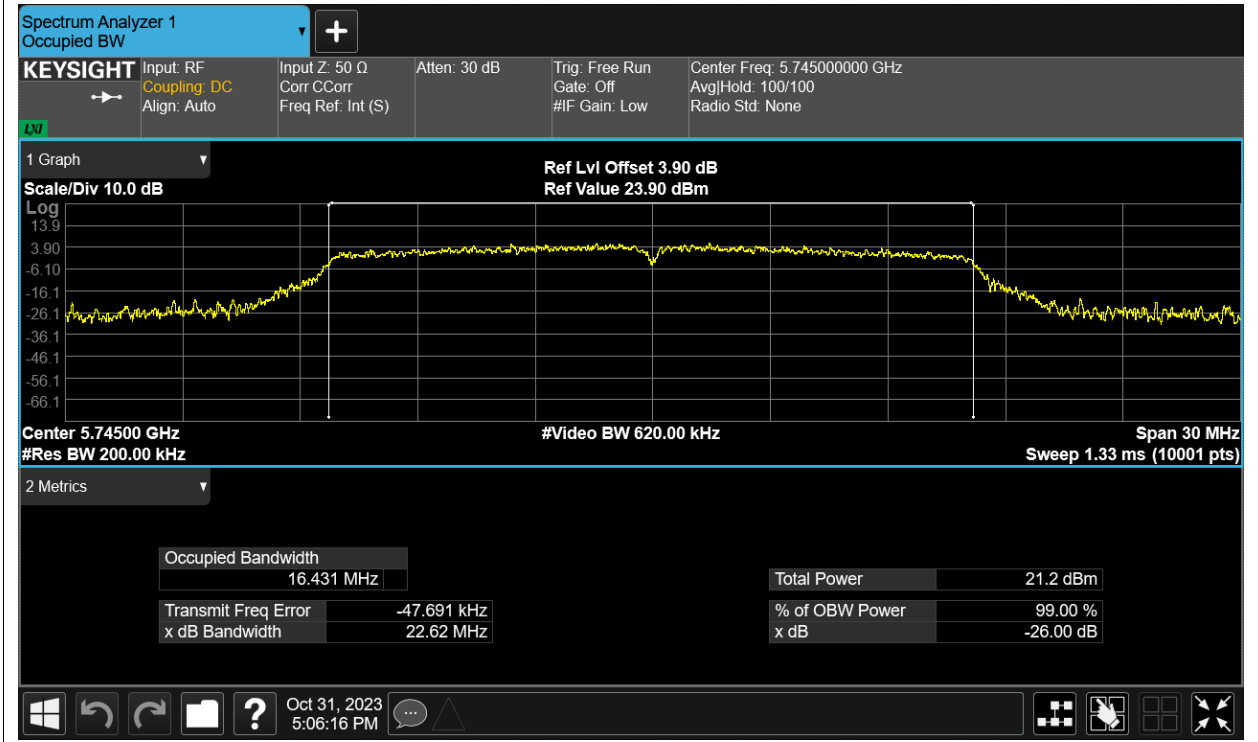 Spectrum Analyzer 1
Occupied BW
KEYSIGHT
LXI
Input: RF
Coupling: DC
Align: Auto
Input Z: 50 Ω
Corr CCorr
Freq Ref: Int (S)
Atten: 30 dB
Trig: Free Run
Gate: Off
#IF Gain: Low
Center Freq: 5.745000000 GHz
Avg|Hold: 100/100
Radio Std: None
1 Graph
Scale/Div 10.0 dB
Ref Lvl Offset 3.90 dB
Ref Value 23.90 dBm
Log
13.9
3.90
-6.10
-16.1
-26.1
-36.1
-46.1
-56.1
-66.1
Center 5.74500 GHz
#Res BW 200.00 kHz
#Video BW 620.00 kHz
Span 30 MHz
Sweep 1.33 ms (10001 pts)
2 Metrics
Occupied Bandwidth
16.431 MHz
Transmit Freq Error -47.691 kHz
x dB Bandwidth 22.62 MHz
Total Power 21.2 dBm
% of OBW Power 99.00 %
x dB -26.00 dB
Oct 31, 2023
5:06:16 PM